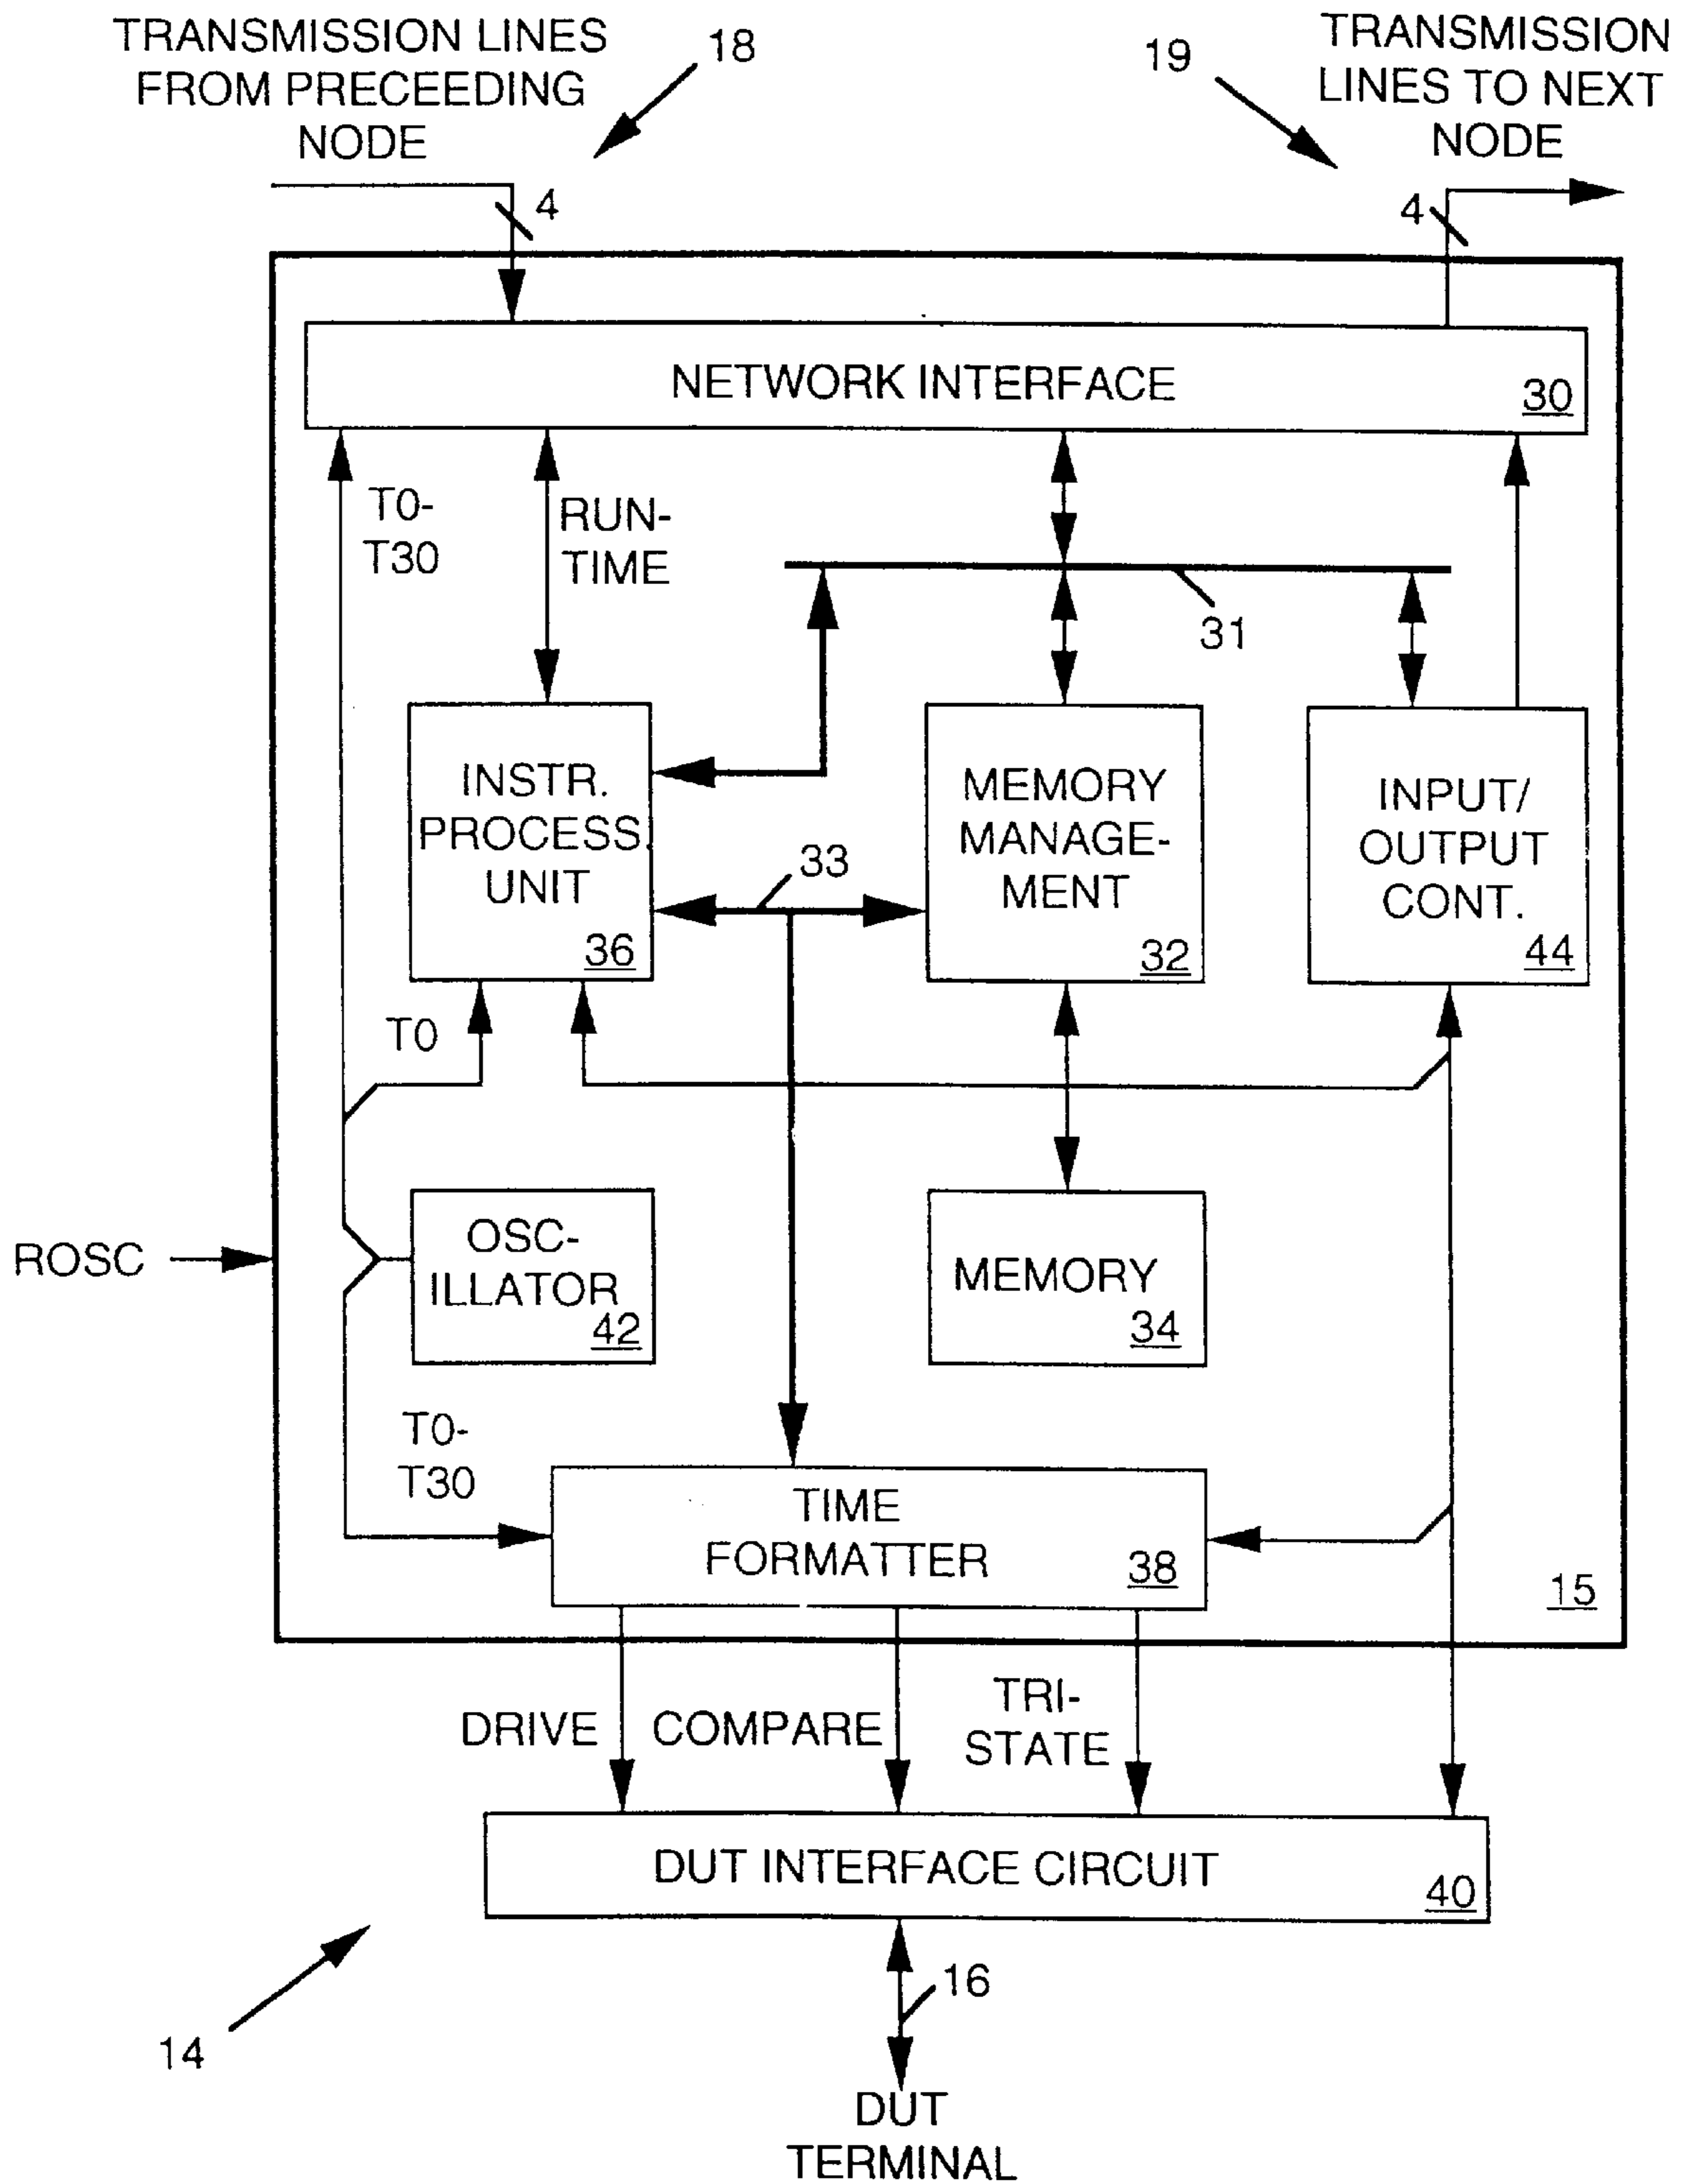 TRANSMISSION LINES
FROM PRECEEDING
NODE
18
19
TRANSMISSION
LINES TO NEXT
NODE
4
4
NETWORK INTERFACE
30
T0-
T30
RUN-
TIME
31
INSTR.
PROCESS.
UNIT
36
33
MEMORY
MANAGE-
MENT
32
INPUT/
OUTPUT
CONT.
44
T0
ROSC
OSC-
ILLATOR
42
MEMORY
34
T0-
T30
TIME
FORMATTER
38
15
DRIVE
COMPARE
TRI-
STATE
DUT INTERFACE CIRCUIT
40
14
16
DUT
TERMINAL